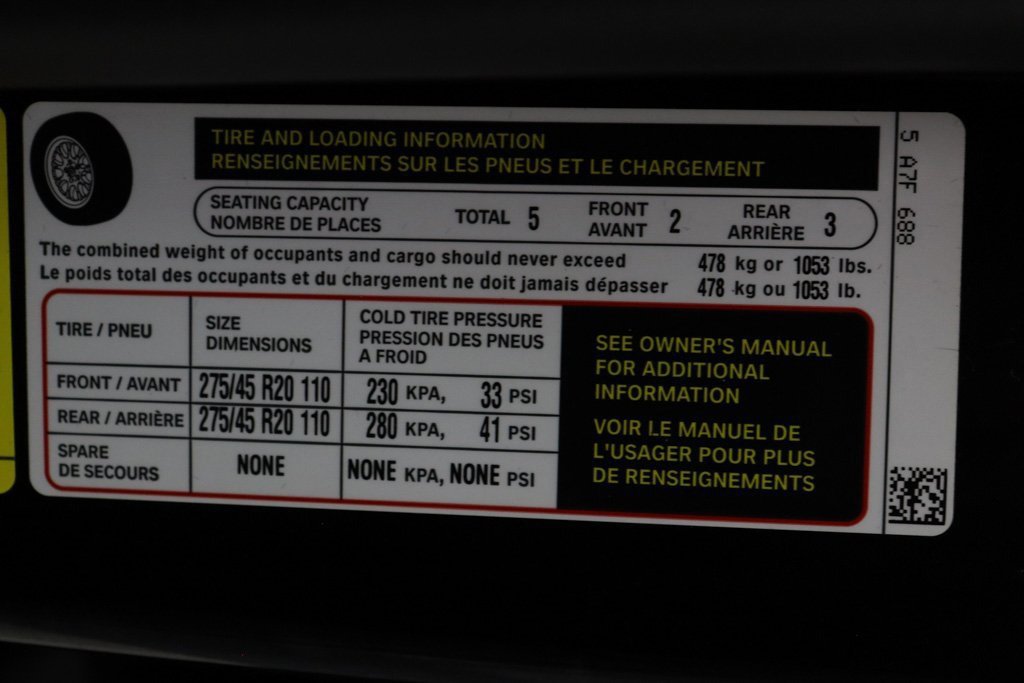 TIRE AND LOADING INFORMATION
RENSEIGNEMENTS SUR LES PNEUS ET LE CHARGEMENT
SEATING CAPACITY
NOMBRE DE PLACES
TOTAL 5
FRONT
AVANT 2
REAR
ARRIÈRE 3
The combined weight of occupants and cargo should never exceed 478 kg or 1053 lbs.
Le poids total des occupants et du chargement ne doit jamais dépasser 478 kg ou 1053 lb.
TIRE / PNEU
SIZE
DIMENSIONS
COLD TIRE PRESSURE
PRESSION DES PNEUS
A FROID
FRONT / AVANT 275/45 R20 110 230 KPA, 33 PSI
REAR / ARRIÈRE 275/45 R20 110 280 KPA, 41 PSI
SPARE
DE SECOURS
NONE NONE KPA, NONE PSI
SEE OWNER'S MANUAL
FOR ADDITIONAL
INFORMATION
VOIR LE MANUEL DE
L'USAGER POUR PLUS
DE RENSEIGNEMENTS
5 A7F 688